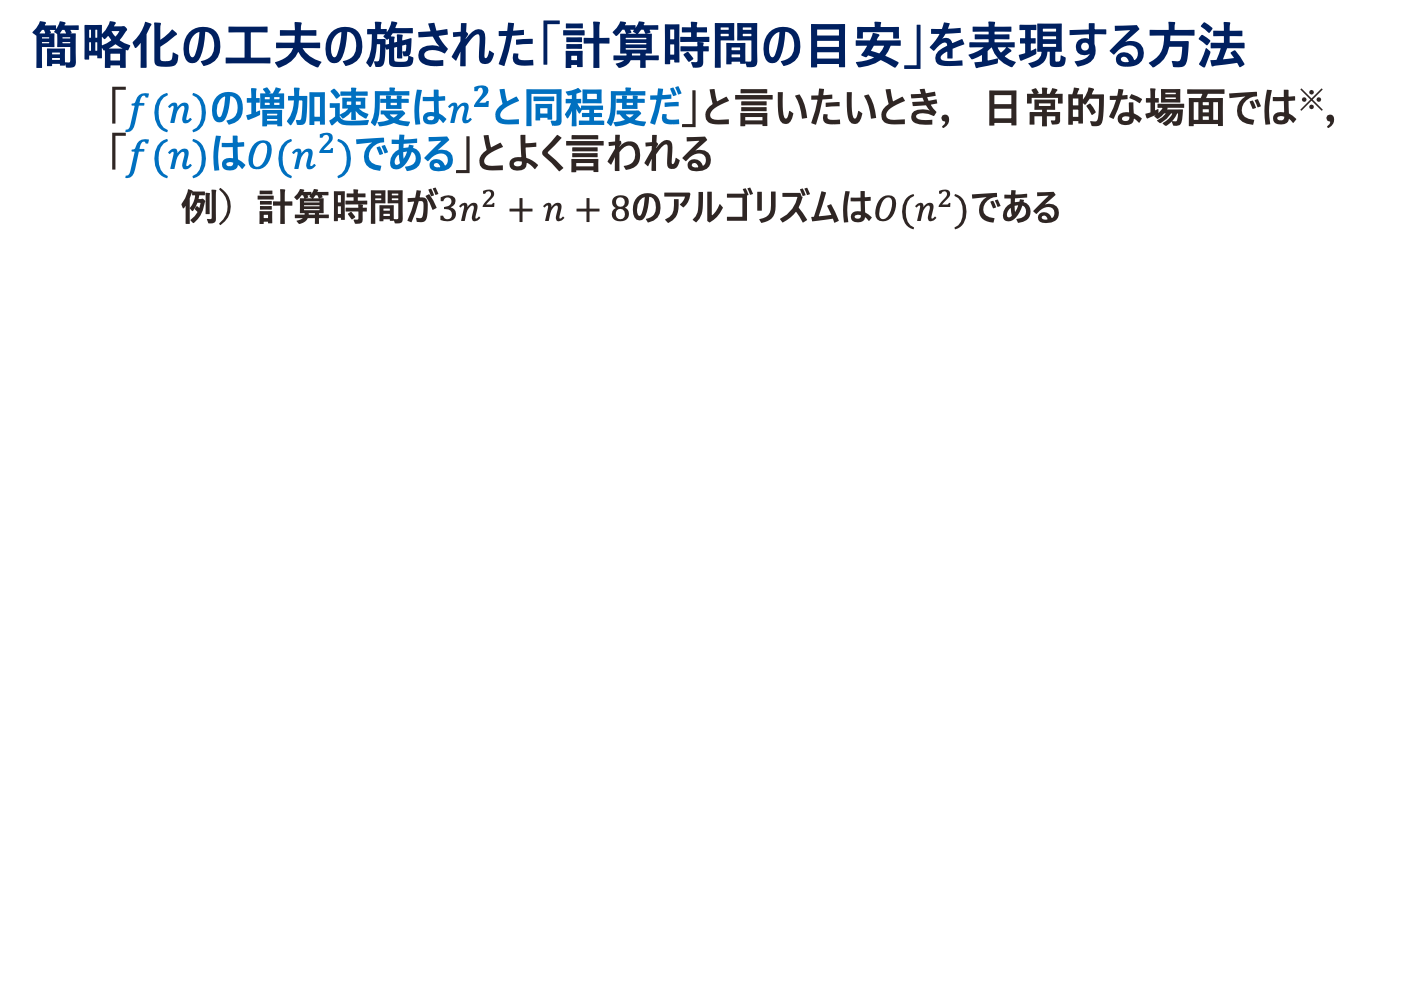 簡略化の工夫の施された「計算時間の目安」を表現する方法
「f(n)の増加速度はn²と同程度だ」と言いたいとき，日常的な場面では※，
「f(n)はO(n²)である」とよく言われる
例）計算時間が3n² + n + 8のアルゴリズムはO(n²)である